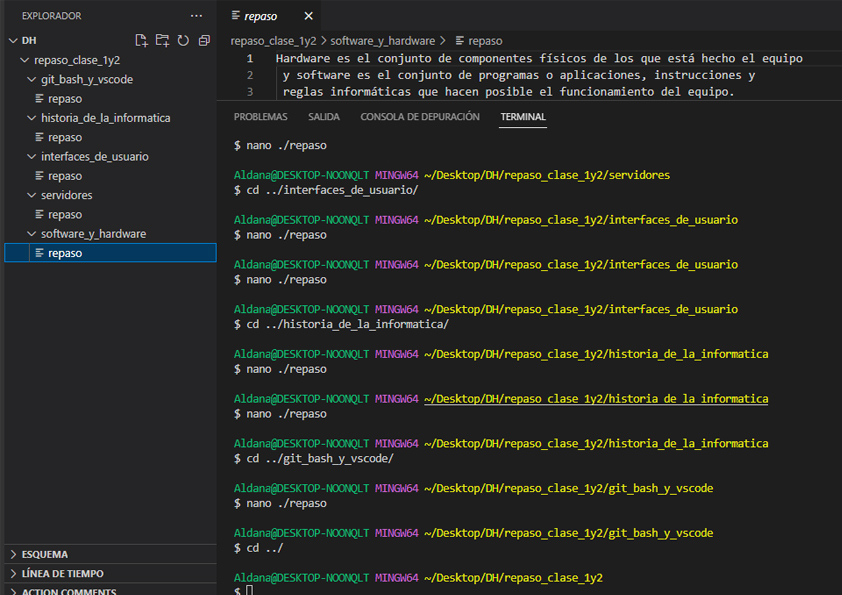 EXPLORADOR ···
DH
repaso_clase_1y2
git_bash_y_vscode
repaso
historia_de_la_informatica
repaso
interfaces_de_usuario
repaso
servidores
repaso
software_y_hardware
repaso
ESQUEMA
LÍNEA DE TIEMPO
ACTION COMMENTS
repaso
repaso_clase_1y2 > software_y_hardware > repaso
1 Hardware es el conjunto de componentes físicos de los que está hecho el equipo
2 y software es el conjunto de programas o aplicaciones, instrucciones y
3 reglas informáticas que hacen posible el funcionamiento del equipo.
PROBLEMAS SALIDA CONSOLA DE DEPURACIÓN TERMINAL
$ nano ./repaso
Aldana@DESKTOP-NOONQLT MINGW64 ~/Desktop/DH/repaso_clase_1y2/servidores
$ cd ../interfaces_de_usuario/
Aldana@DESKTOP-NOONQLT MINGW64 ~/Desktop/DH/repaso_clase_1y2/interfaces_de_usuario
$ nano ./repaso
Aldana@DESKTOP-NOONQLT MINGW64 ~/Desktop/DH/repaso_clase_1y2/interfaces_de_usuario
$ nano ./repaso
Aldana@DESKTOP-NOONQLT MINGW64 ~/Desktop/DH/repaso_clase_1y2/interfaces_de_usuario
$ cd ../historia_de_la_informatica/
Aldana@DESKTOP-NOONQLT MINGW64 ~/Desktop/DH/repaso_clase_1y2/historia_de_la_informatica
$ nano ./repaso
Aldana@DESKTOP-NOONQLT MINGW64 ~/Desktop/DH/repaso_clase_1y2/historia_de_la_informatica
$ nano ./repaso
Aldana@DESKTOP-NOONQLT MINGW64 ~/Desktop/DH/repaso_clase_1y2/historia_de_la_informatica
$ cd ../git_bash_y_vscode/
Aldana@DESKTOP-NOONQLT MINGW64 ~/Desktop/DH/repaso_clase_1y2/git_bash_y_vscode
$ nano ./repaso
Aldana@DESKTOP-NOONQLT MINGW64 ~/Desktop/DH/repaso_clase_1y2/git_bash_y_vscode
$ cd ../
Aldana@DESKTOP-NOONQLT MINGW64 ~/Desktop/DH/repaso_clase_1y2
$